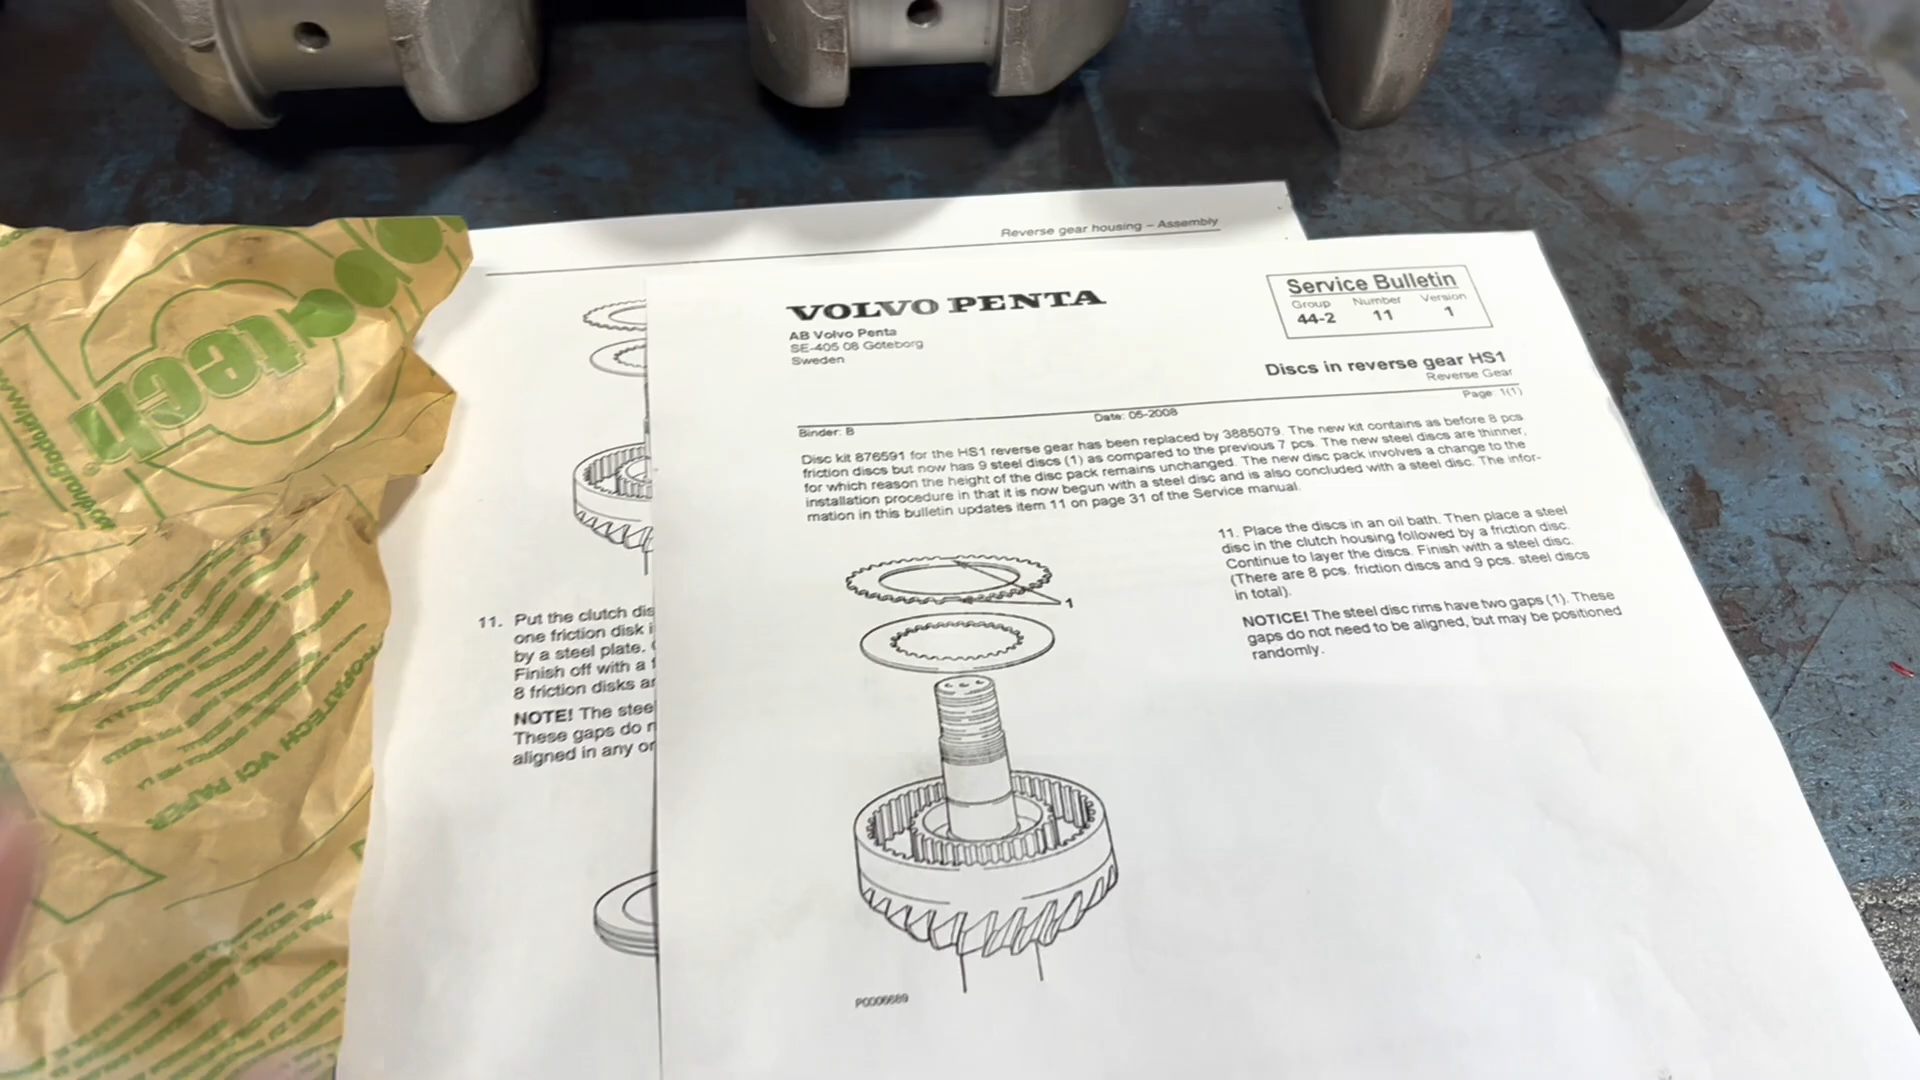 Reverse gear housing – Assembly
VOLVO PENTA
AB Volvo Penta
SE-405 08 Göteborg
Sweden
Service Bulletin
Group Number Version
44-2 11 1
Discs in reverse gear HS1
Reverse Gear
Page: 1(1)
Binder: B
Date: 05-2008
Disc kit 876591 for the HS1 reverse gear has been replaced by 3885079. The new kit contains as before 8 pcs
friction discs but now has 9 steel discs (1) as compared to the previous 7 pcs. The new steel discs are thinner,
for which reason the height of the disc pack remains unchanged. The new disc pack involves a change to the
installation procedure in that it is now begun with a steel disc and is also concluded with a steel disc. The infor-
mation in this bulletin updates item 11 on page 31 of the Service manual.
11. Place the discs in an oil bath. Then place a steel
disc in the clutch housing followed by a friction disc.
Continue to layer the discs. Finish with a steel disc.
(There are 8 pcs. friction discs and 9 pcs. steel discs
in total).
NOTICE! The steel disc rims have two gaps (1). These
gaps do not need to be aligned, but may be positioned
randomly.
1
P0006689
11. Put the clutch dis
one friction disk i
by a steel plate.
Finish off with a f
8 friction disks ar
NOTE! The stee
These gaps do n
aligned in any or
tech
VCI PAPER